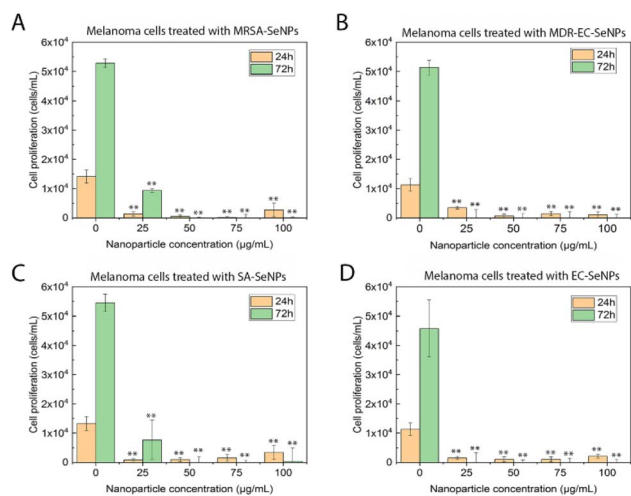 A
Melanoma cells treated with MRSA-SeNPs
6x10⁴
5x10⁴
4x10⁴
3x10⁴
2x10⁴
1x10⁴
0
Cell proliferation (cells/mL)
24h
72h
**
**
**
**
**
**
**
**
0 25 50 75 100
Nanoparticle concentration (µg/mL)
B
Melanoma cells treated with MDR-EC-SeNPs
6x10⁴
5x10⁴
4x10⁴
3x10⁴
2x10⁴
1x10⁴
0
Cell proliferation (cells/mL)
24h
72h
** ** ** ** ** ** ** **
0 25 50 75 100
Nanoparticle concentration (µg/mL)
C
Melanoma cells treated with SA-SeNPs
6x10⁴
5x10⁴
4x10⁴
3x10⁴
2x10⁴
1x10⁴
0
Cell proliferation (cells/mL)
24h
72h
**
**
**
**
**
**
**
**
0 25 50 75 100
Nanoparticle concentration (µg/mL)
D
Melanoma cells treated with EC-SeNPs
6x10⁴
5x10⁴
4x10⁴
3x10⁴
2x10⁴
1x10⁴
0
Cell proliferation (cells/mL)
24h
72h
** ** ** ** ** ** ** **
0 25 50 75 100
Nanoparticle concentration (µg/mL)